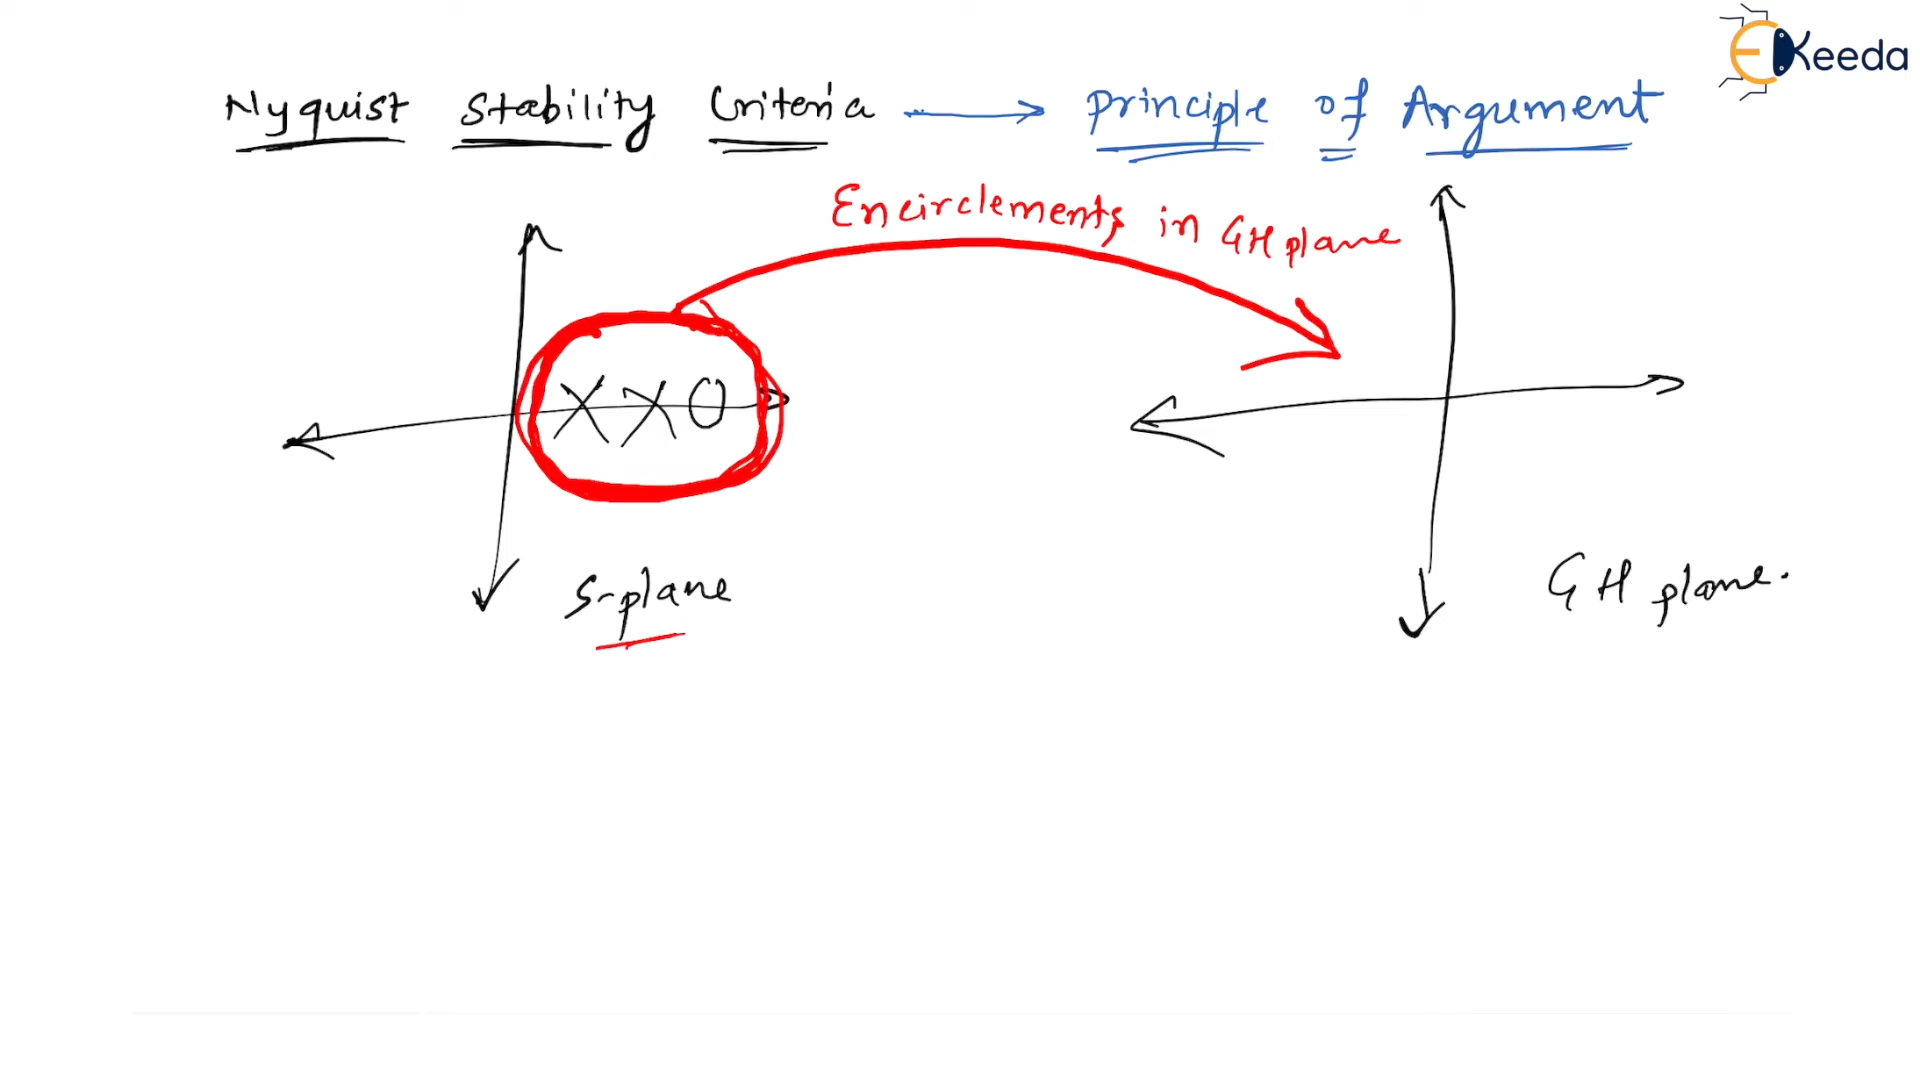 EKeeda
Nyquist Stability Criteria → Principle of Argument
Encirclements in GH plane
X X O
S-plane
GH plane.